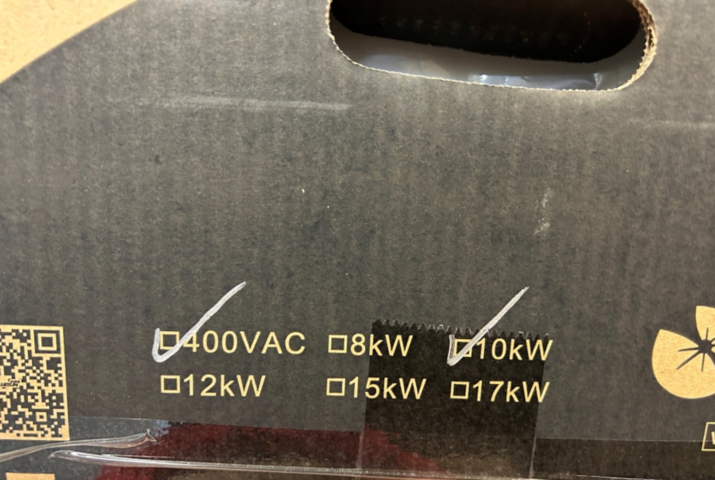 ☑400VAC ☐8kW ☑10kW
☐12kW ☐15kW ☐17kW